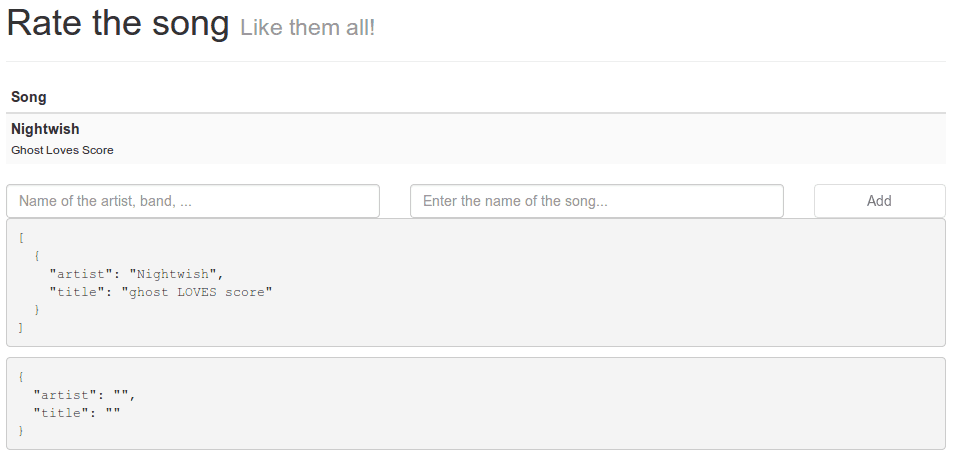 Rate the song Like them all!
Song
Nightwish
Ghost Loves Score
Name of the artist, band, ... Enter the name of the song... Add
[
  {
    "artist": "Nightwish",
    "title": "ghost LOVES score"
  }
]
{
  "artist": "",
  "title": ""
}